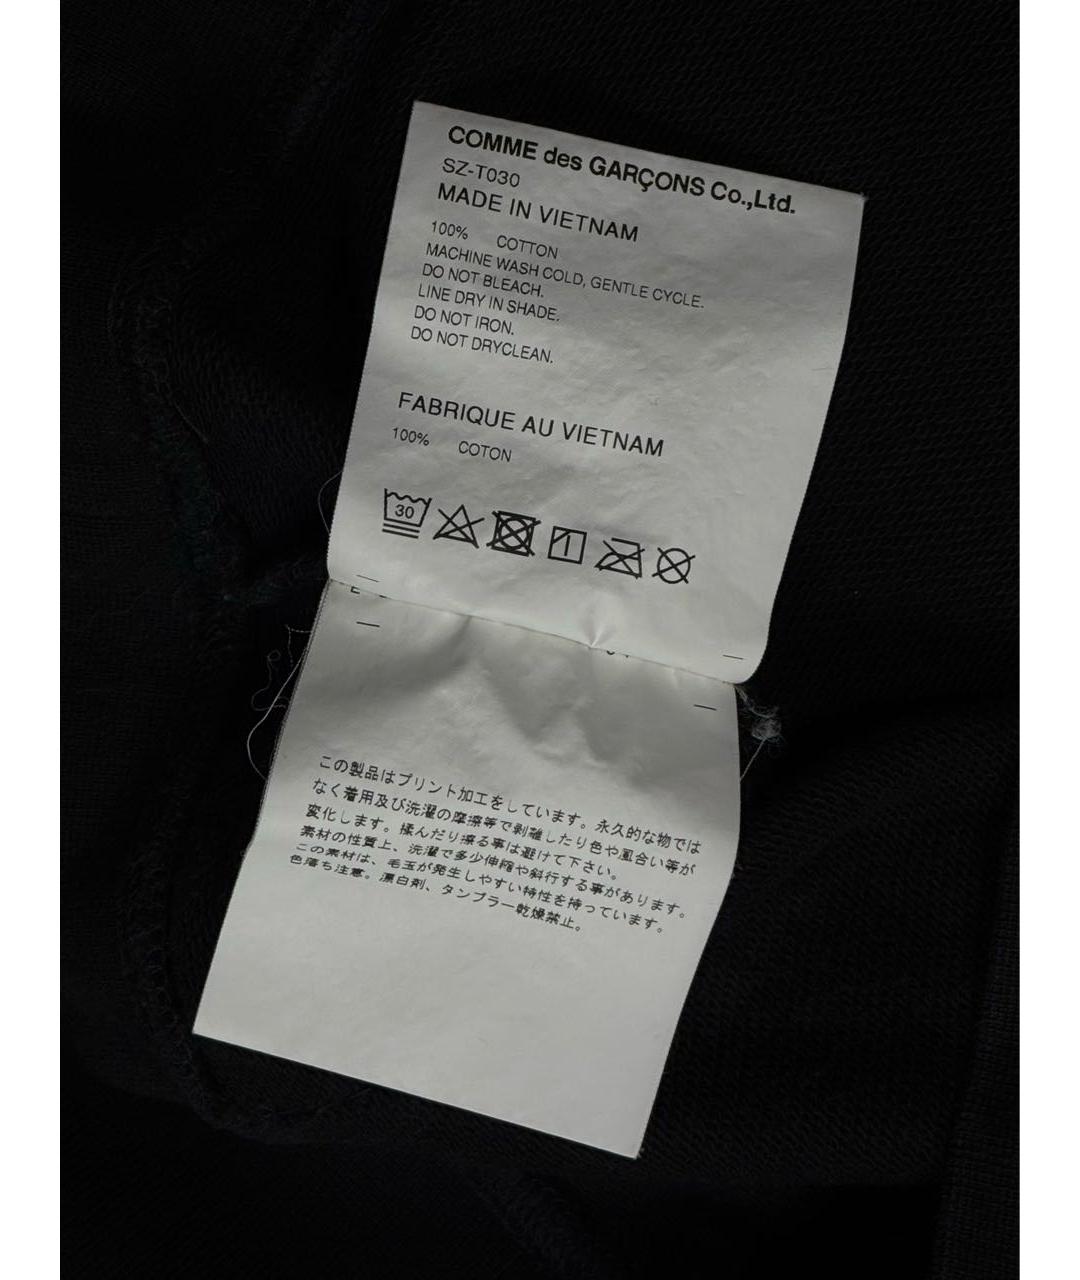 COMME des GARÇONS Co.,Ltd.
SZ-T030
MADE IN VIETNAM
100% COTTON
MACHINE WASH COLD, GENTLE CYCLE.
DO NOT BLEACH.
LINE DRY IN SHADE.
DO NOT IRON.
DO NOT DRYCLEAN.
FABRIQUE AU VIETNAM
100% COTON
30
この製品はプリント加工をしています。永久的な物では
なく着用及び洗濯の摩擦等で剥離したり色や風合い等が
変化します。揉んだり擦る事は避けて下さい。
素材の性質上、洗濯で多少伸縮や斜行する事があります。
この素材は、毛玉が発生しやすい特性を持っています。
色落ち注意。漂白剤、タンブラー乾燥禁止。